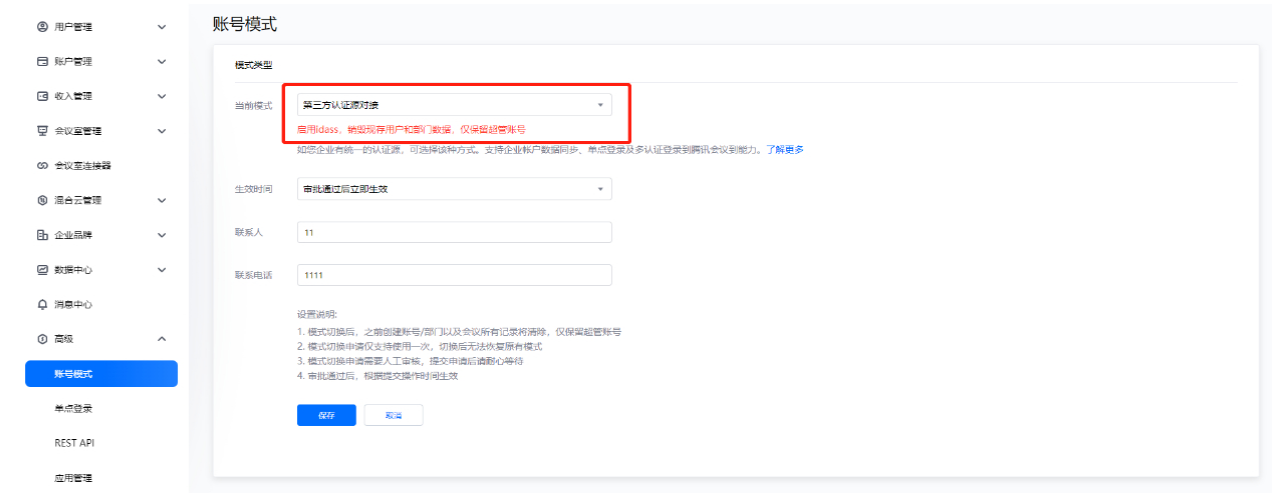 用户管理
账户管理
收入管理
会议室管理
会议室连接器
混合云管理
企业品牌
数据中心
消息中心
高级
账号模式
单点登录
REST API
应用管理
账号模式
模式类型
当前模式
第三方认证源对接
启用Idass，销毁现存用户和部门数据，仅保留超管账号
如您企业有统一的认证源，可选择该种方式。支持企业帐户数据同步、单点登录及多认证登录到腾讯会议到能力。了解更多
生效时间
审批通过后立即生效
联系人
11
联系电话
1111
设置说明:
1. 模式切换后，之前创建账号/部门以及会议所有记录将清除，仅保留超管账号
2. 模式切换申请仅支持使用一次，切换后无法恢复原有模式
3. 模式切换申请需要人工审核，提交申请后请耐心等待
4. 审批通过后，根据提交操作时间生效
保存
取消